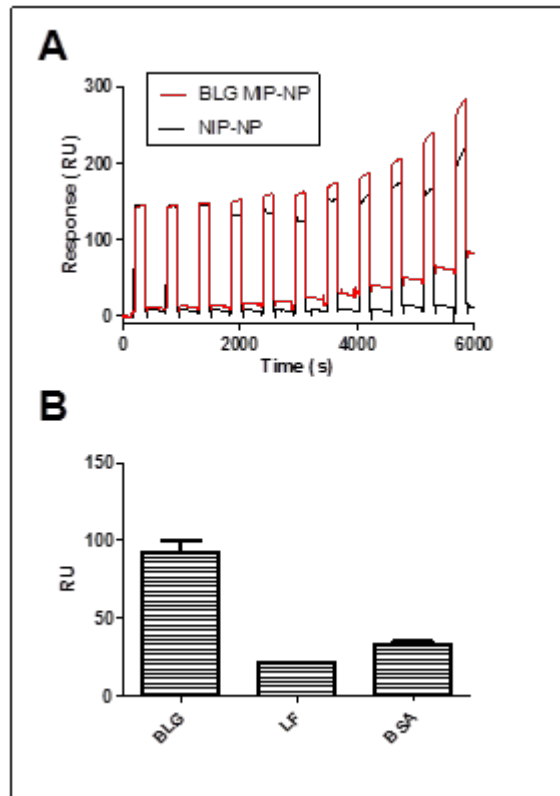 A
300
200
100
0
Response ( RU)
BLG MIP-NP
NIP-NP
0 2000 4000 6000
Time ( s)
B
150
100
50
0
RU
BLG LF BSA